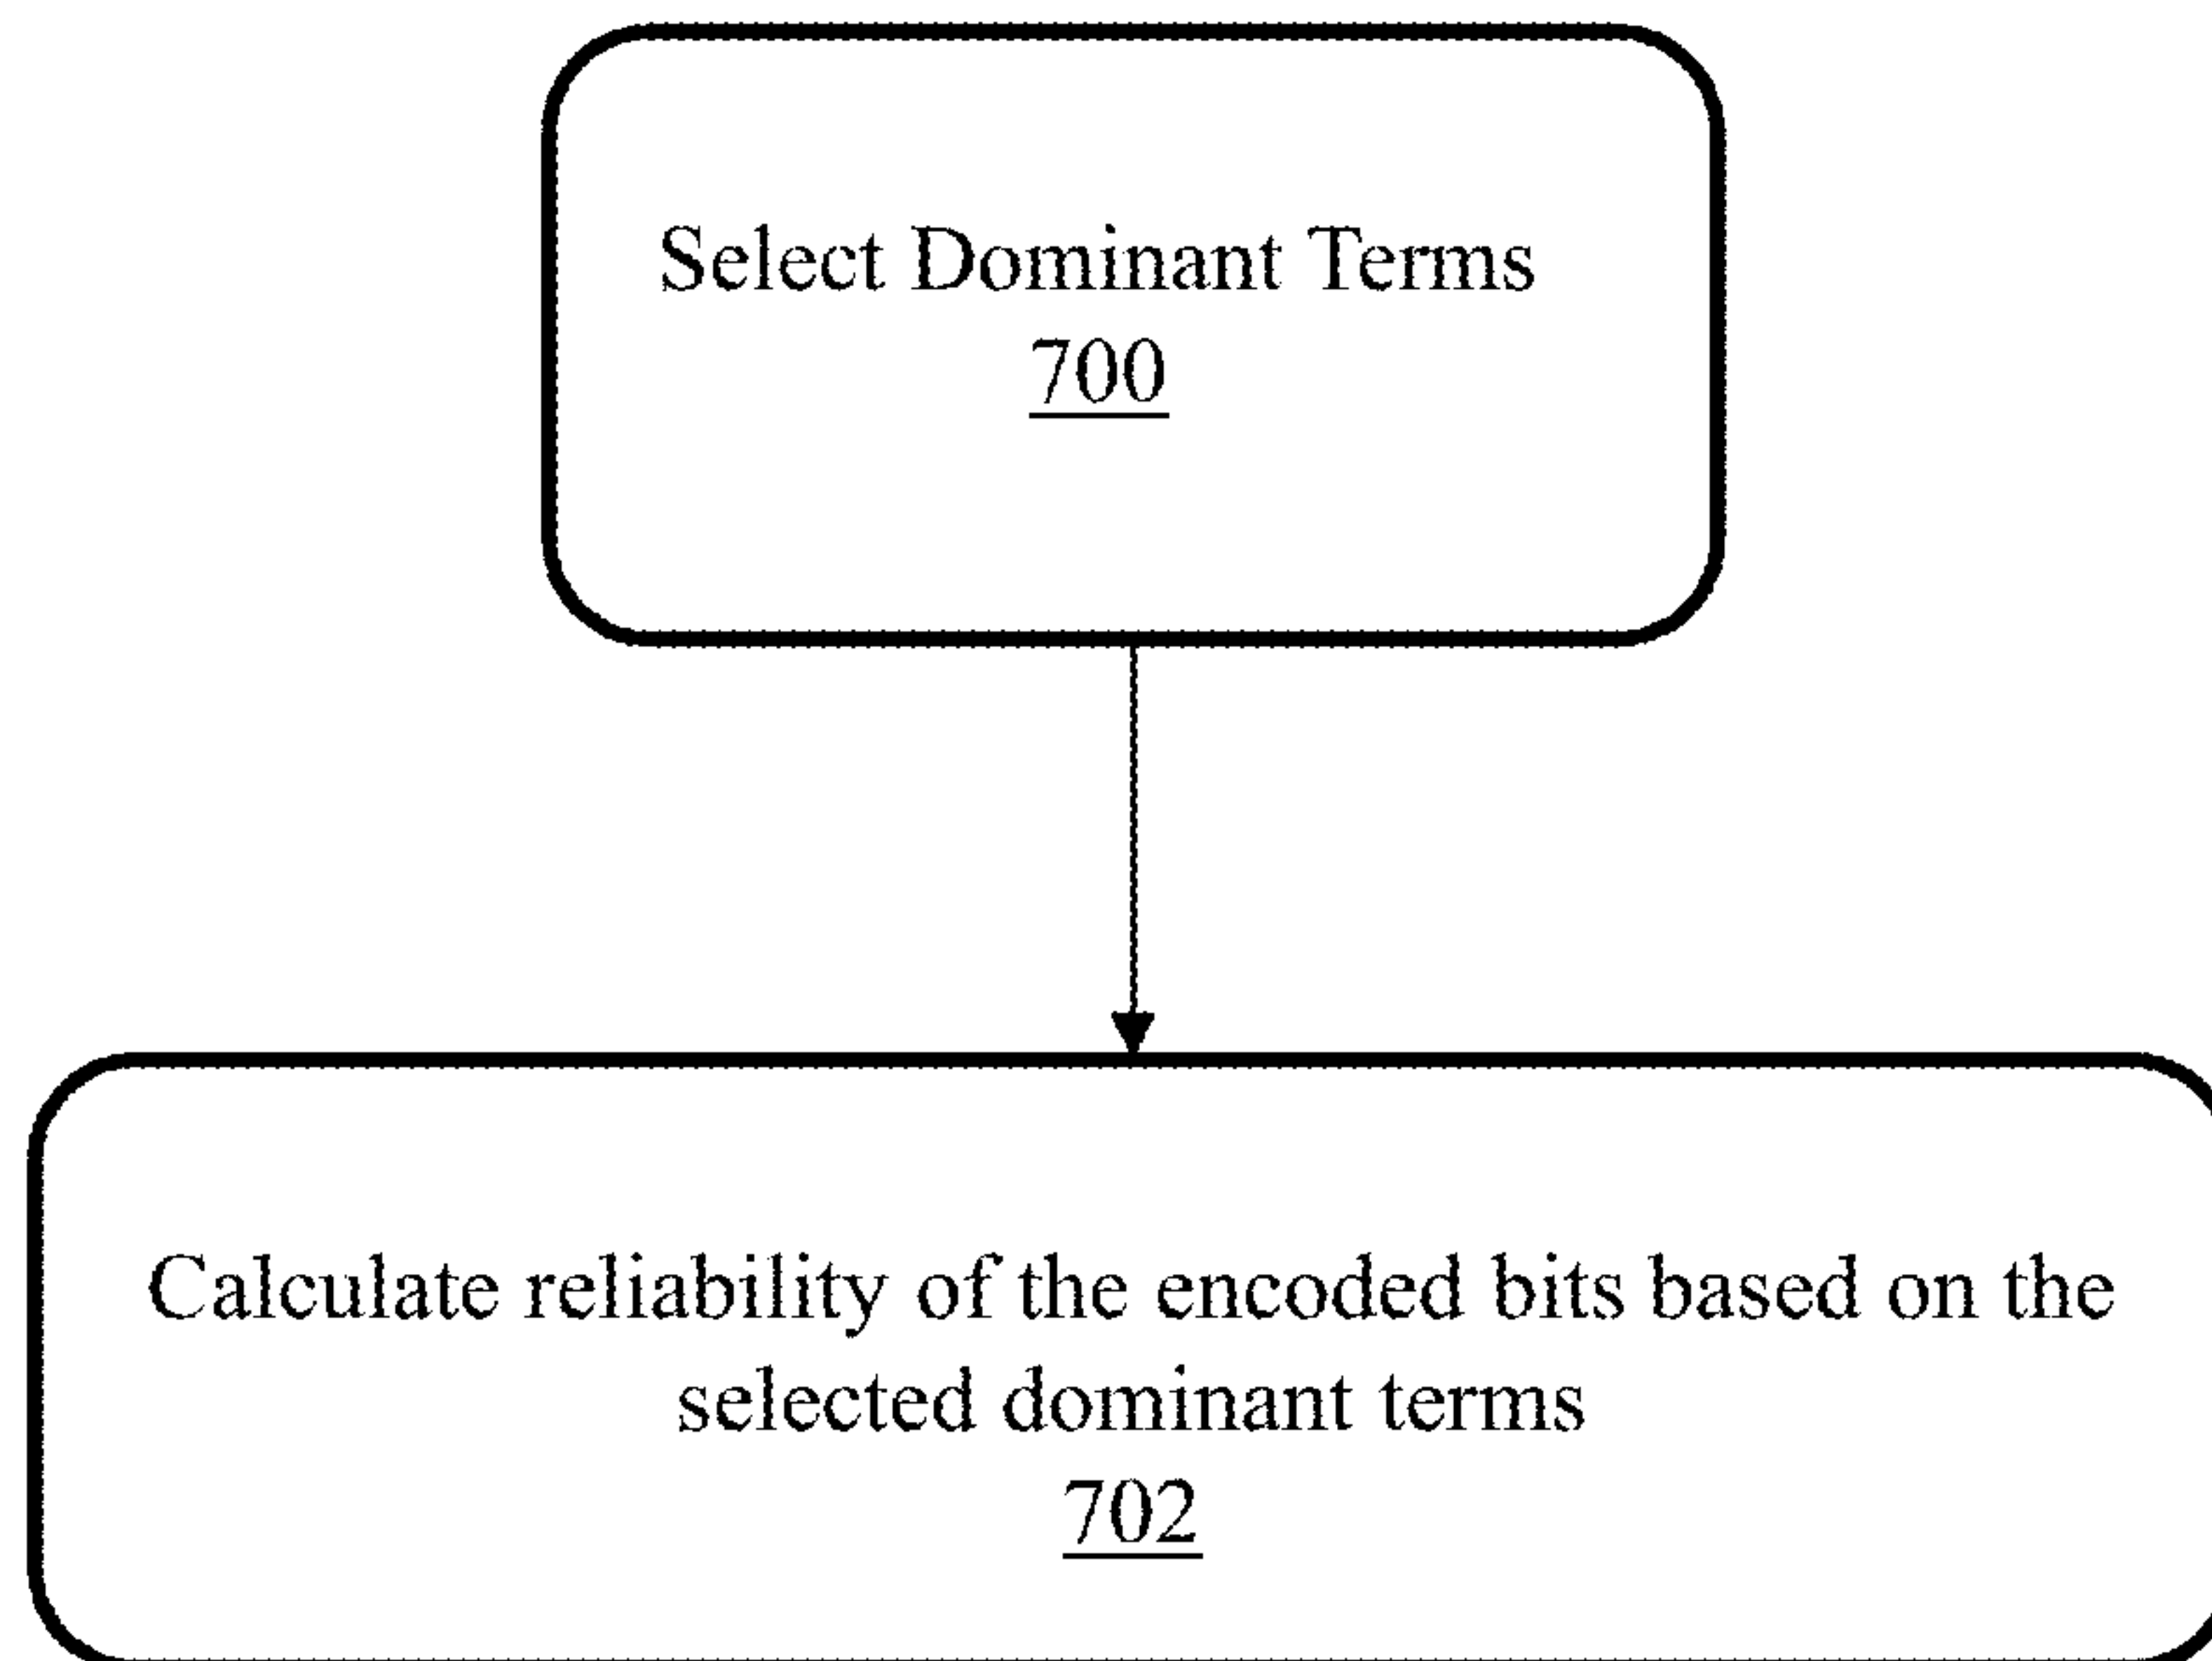 Select Dominant Terms
700
Calculate reliability of the encoded bits based on the
selected dominant terms
702